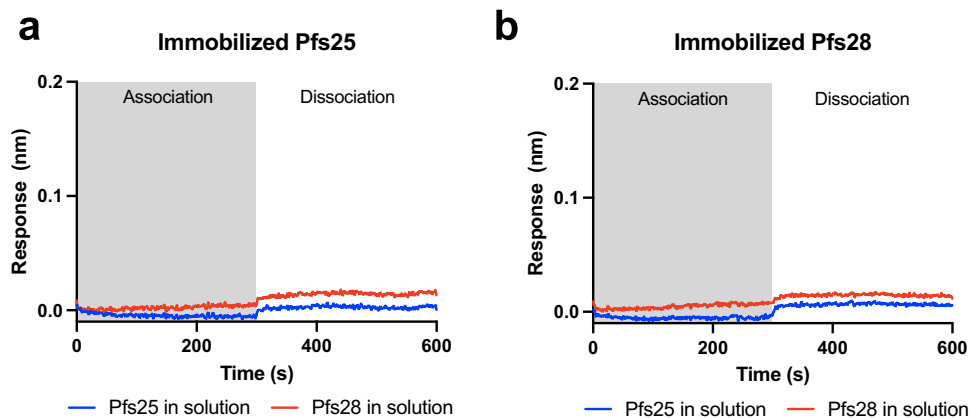 a
Immobilized Pfs25
0.2
0.1
0.0
Response (nm)
Association
Dissociation
0
200
400
600
Time (s)
Pfs25 in solution
Pfs28 in solution
b
Immobilized Pfs28
0.2
0.1
0.0
Response (nm)
Association
Dissociation
0
200
400
600
Time (s)
Pfs25 in solution
Pfs28 in solution